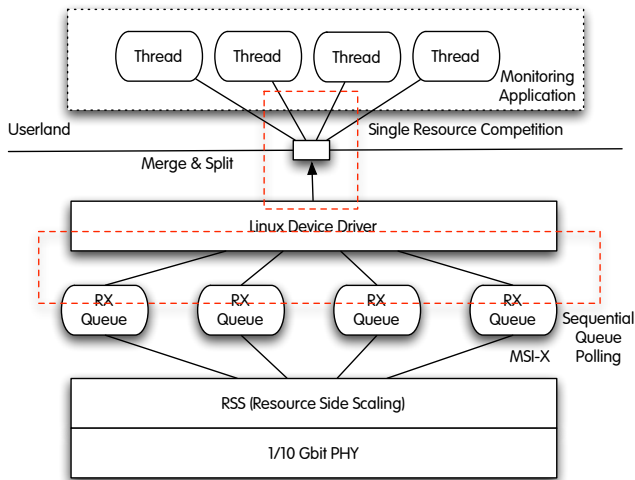 Thread
Thread
Thread
Thread
Monitoring
Application
Userland
Single Resource Competition
Merge & Split
Linux Device Driver
RX
Queue
RX
Queue
RX
Queue
RX
Queue
Sequential
Queue
Polling
MSI-X
RSS (Resource Side Scaling)
1/10 Gbit PHY